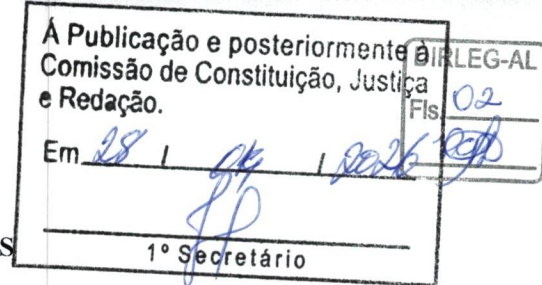 À Publicação e posteriormente à
Comissão de Constituição, Justiça
e Redação.
Em 28 / 04 / 2026
1º Secretário
DIRLEG-AL
Fls. 02
S